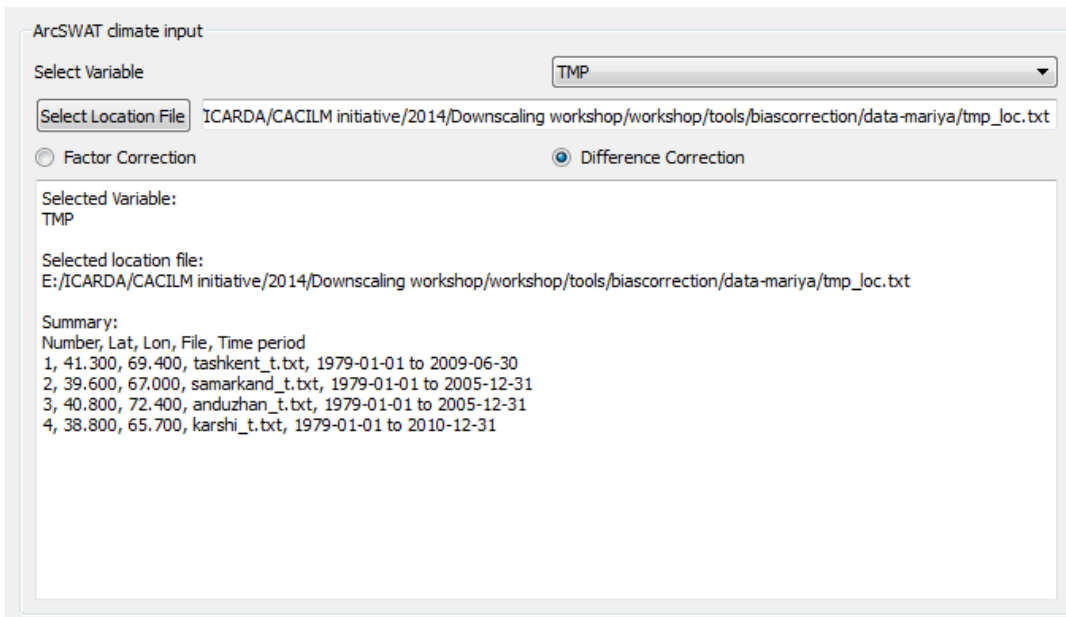 ArcSWAT climate input
Select Variable
TMP
Select Location File
ICARDA/CACILM initiative/2014/Downscaling workshop/workshop/tools/biascorrection/data-mariya/tmp_loc.txt
Factor Correction
Difference Correction
Selected Variable:
TMP
Selected location file:
E:/ICARDA/CACILM initiative/2014/Downscaling workshop/workshop/tools/biascorrection/data-mariya/tmp_loc.txt
Summary:
Number, Lat, Lon, File, Time period
1, 41.300, 69.400, tashkent_t.txt, 1979-01-01 to 2009-06-30
2, 39.600, 67.000, samarkand_t.txt, 1979-01-01 to 2005-12-31
3, 40.800, 72.400, anduzhan_t.txt, 1979-01-01 to 2005-12-31
4, 38.800, 65.700, karshi_t.txt, 1979-01-01 to 2010-12-31